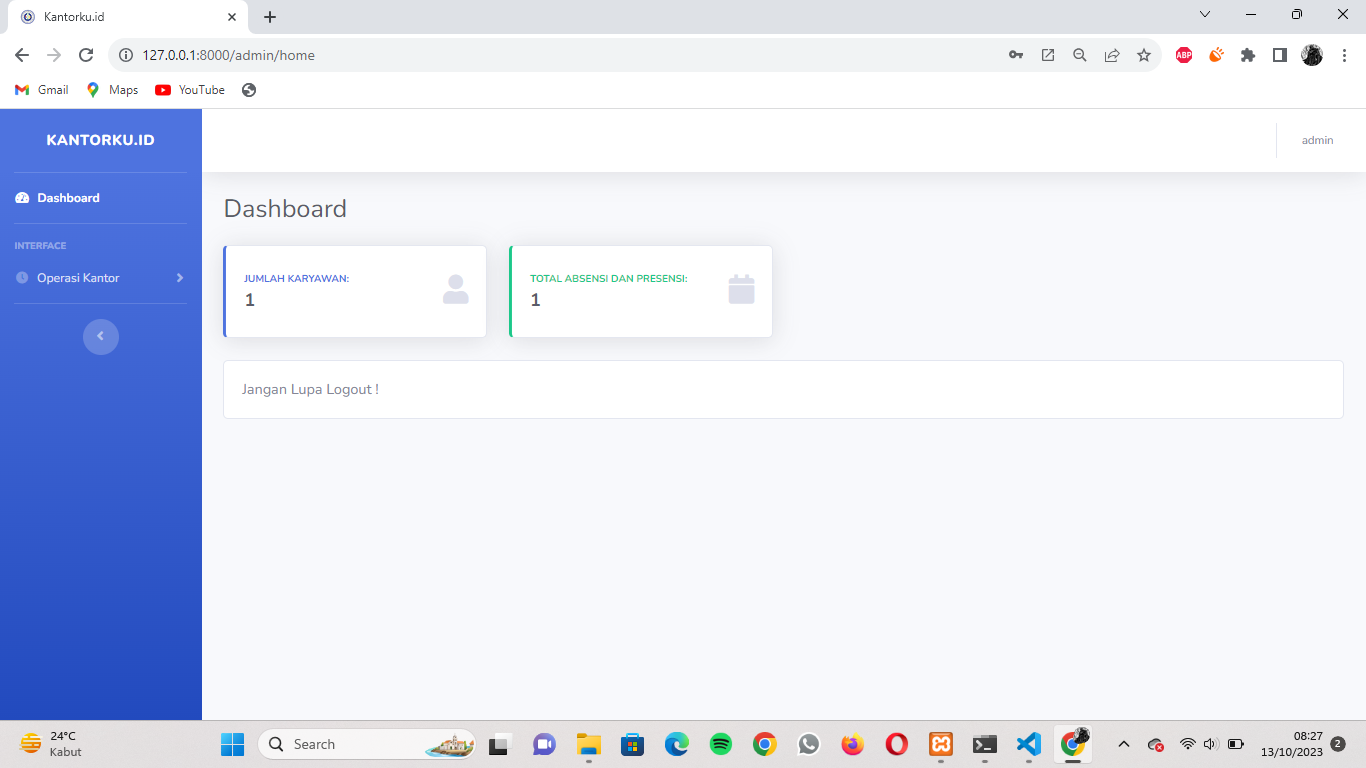 Kantorku.id
127.0.0.1:8000/admin/home
ABP
Gmail
Maps
YouTube
KANTORKU.ID
admin
Dashboard
INTERFACE
Operasi Kantor
Dashboard
JUMLAH KARYAWAN:
1
TOTAL ABSENSI DAN PRESENSI:
1
Jangan Lupa Logout !
24°C
Kabut
Search
08:27
13/10/2023
2